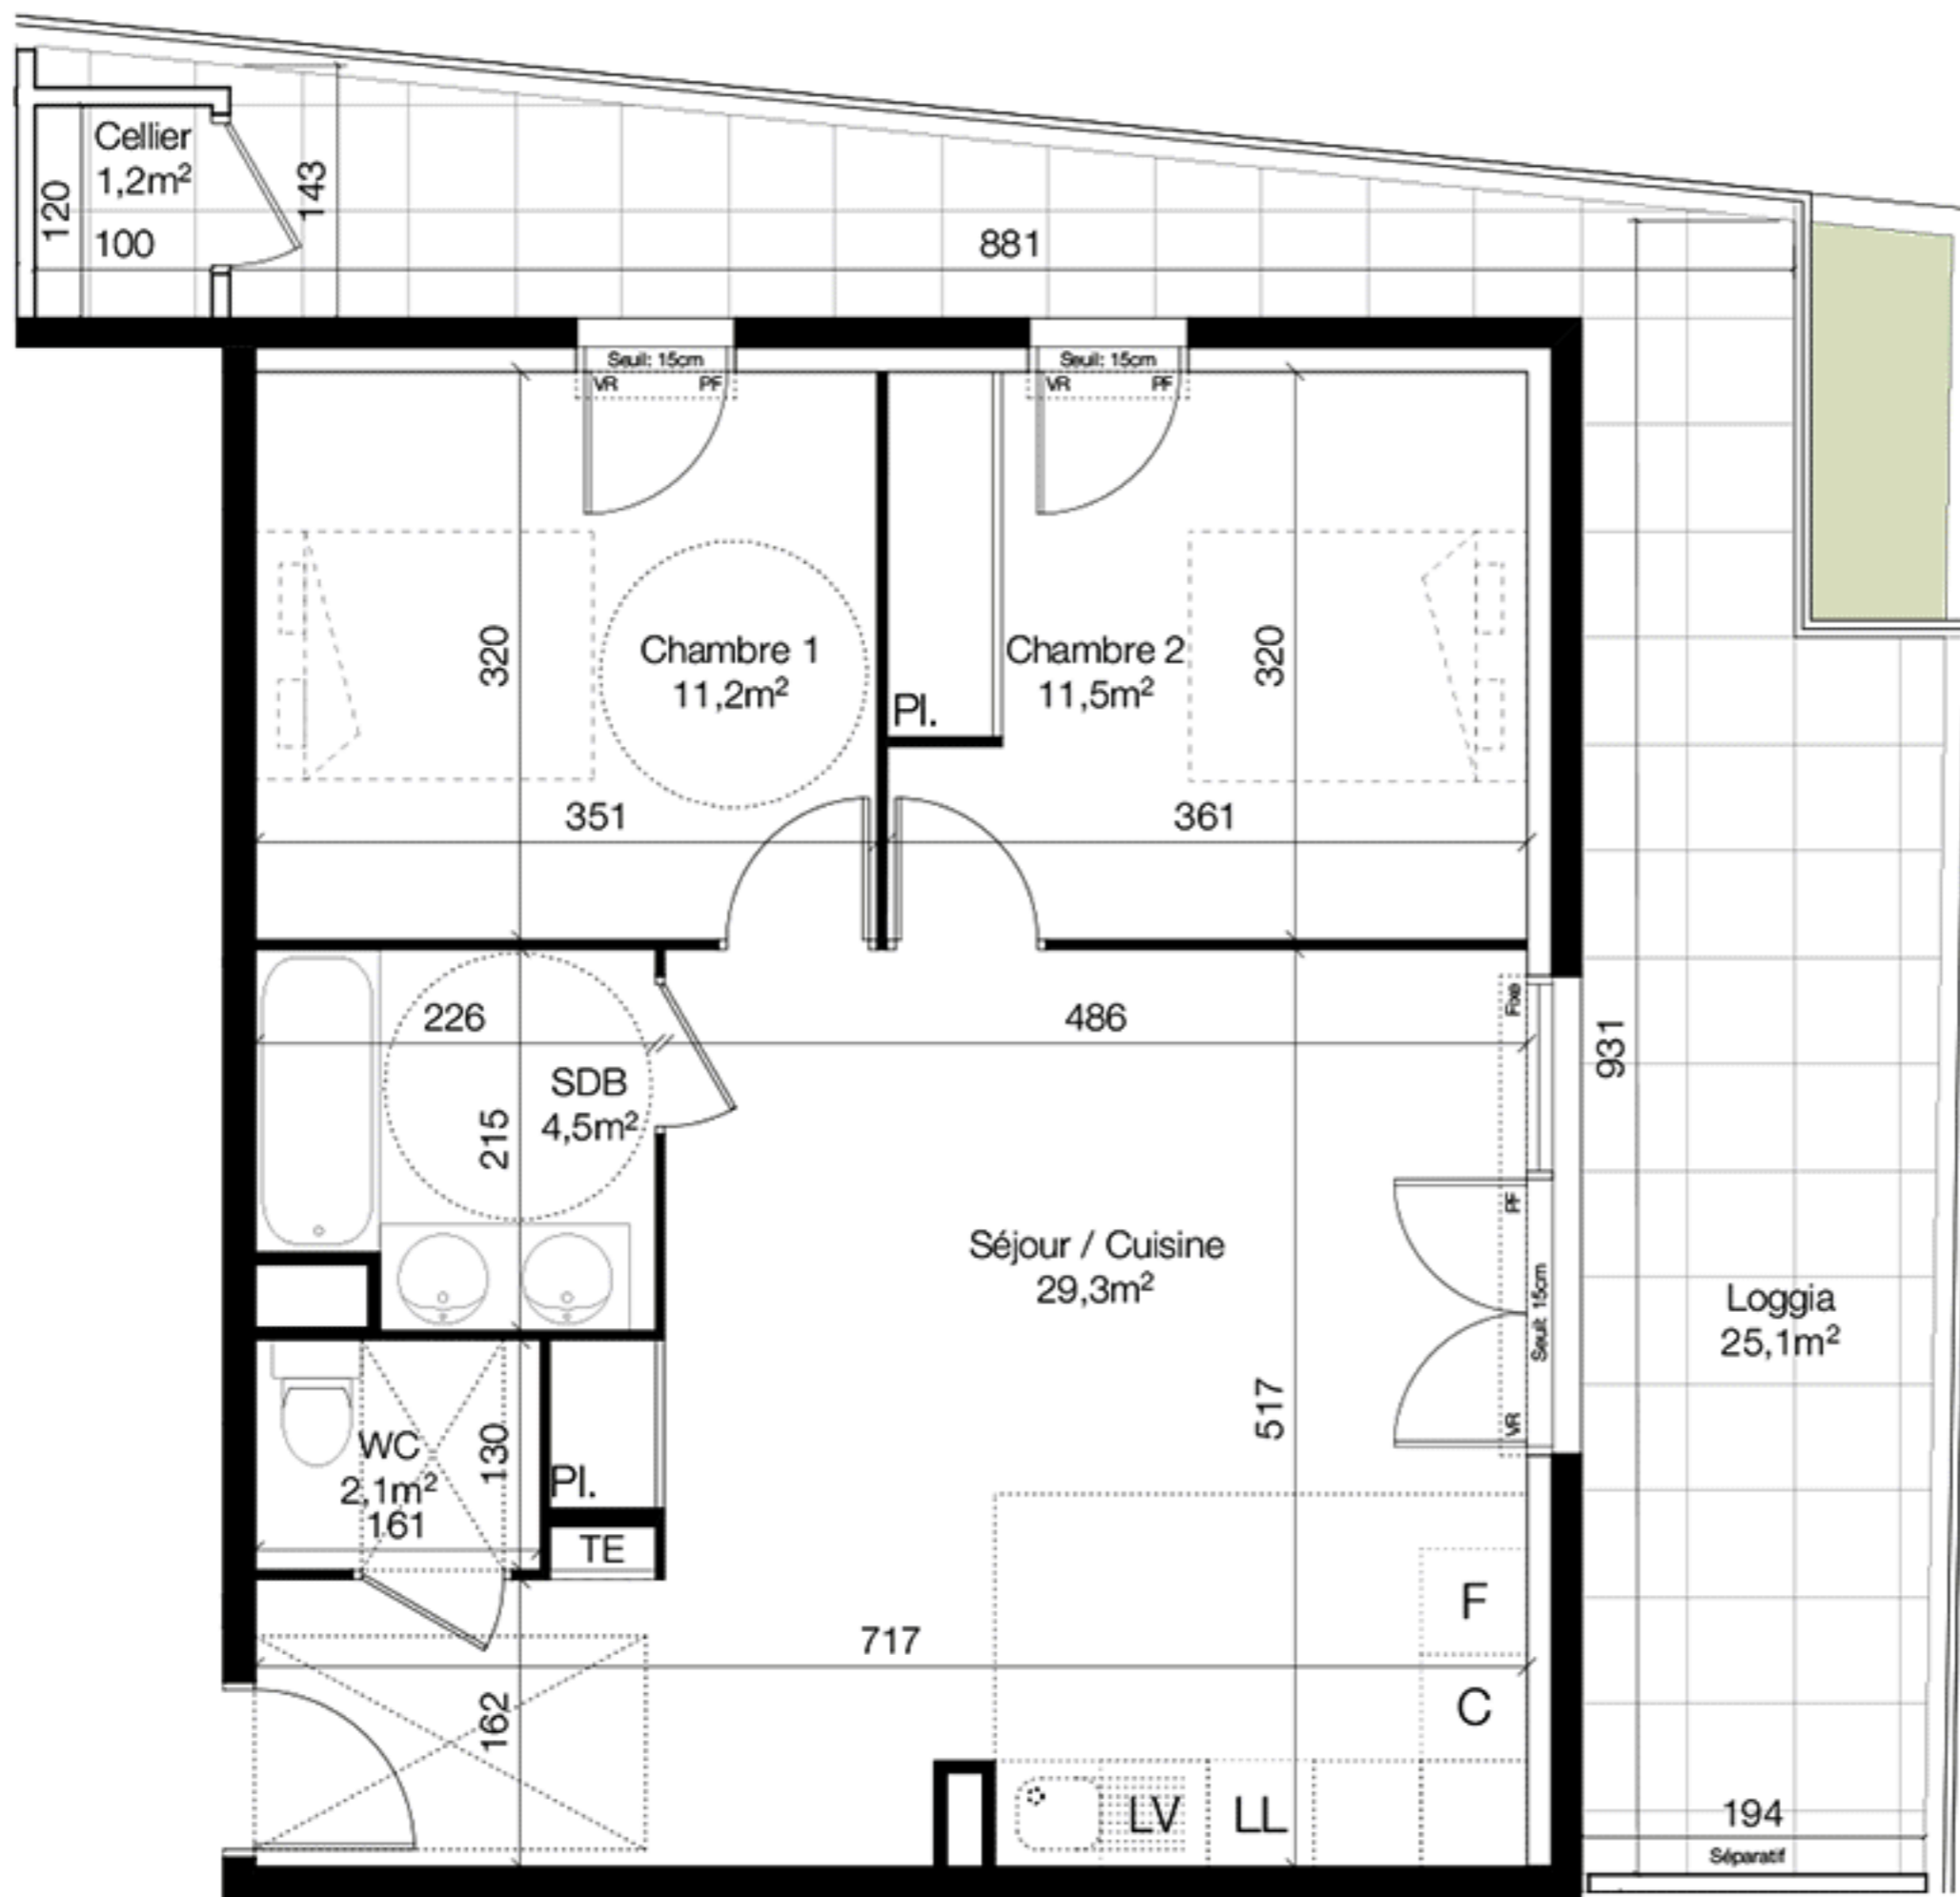 Cellier
1,2m²
120
100
143
881
Seuil: 15cm
VR PF
Seuil: 15cm
VR PF
320
Chambre 1
11,2m²
Pl.
Chambre 2
11,5m²
320
351
361
226
486
Fixe
931
SDB
4,5m²
215
PF
Séjour / Cuisine
29,3m²
Seuil: 15cm
Loggia
25,1m²
517
VR
WC
2,1m²
161
130
Pl.
TE
F
717
C
162
LV
LL
194
Séparatif